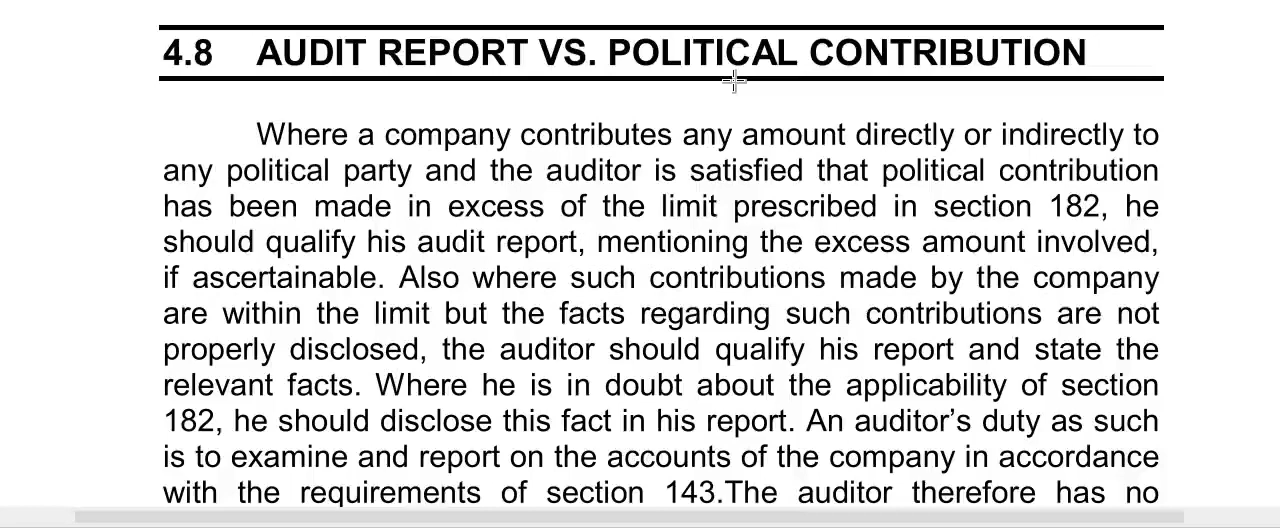 4.8 AUDIT REPORT VS. POLITICAL CONTRIBUTION
Where a company contributes any amount directly or indirectly to
any political party and the auditor is satisfied that political contribution
has been made in excess of the limit prescribed in section 182, he
should qualify his audit report, mentioning the excess amount involved,
if ascertainable. Also where such contributions made by the company
are within the limit but the facts regarding such contributions are not
properly disclosed, the auditor should qualify his report and state the
relevant facts. Where he is in doubt about the applicability of section
182, he should disclose this fact in his report. An auditor’s duty as such
is to examine and report on the accounts of the company in accordance
with the requirements of section 143.The auditor therefore has no